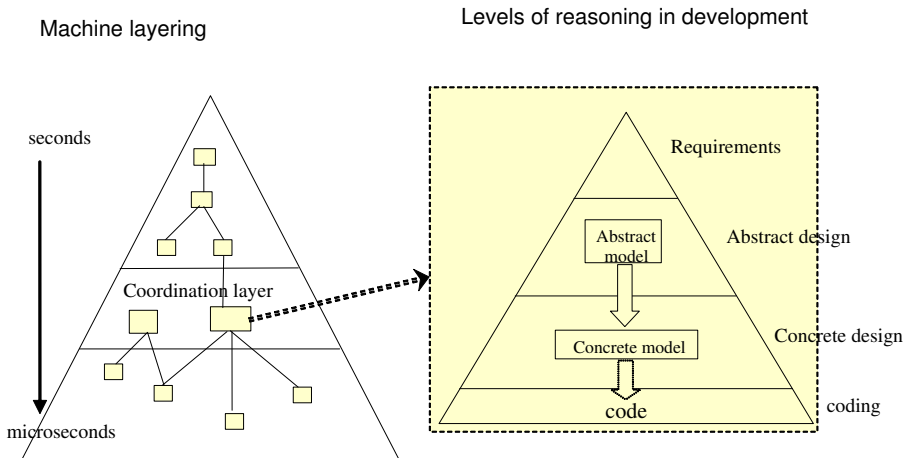 Machine layering
Levels of reasoning in development
seconds
Coordination layer
microseconds
Requirements
Abstract
model
Abstract design
Concrete model
Concrete design
code
coding